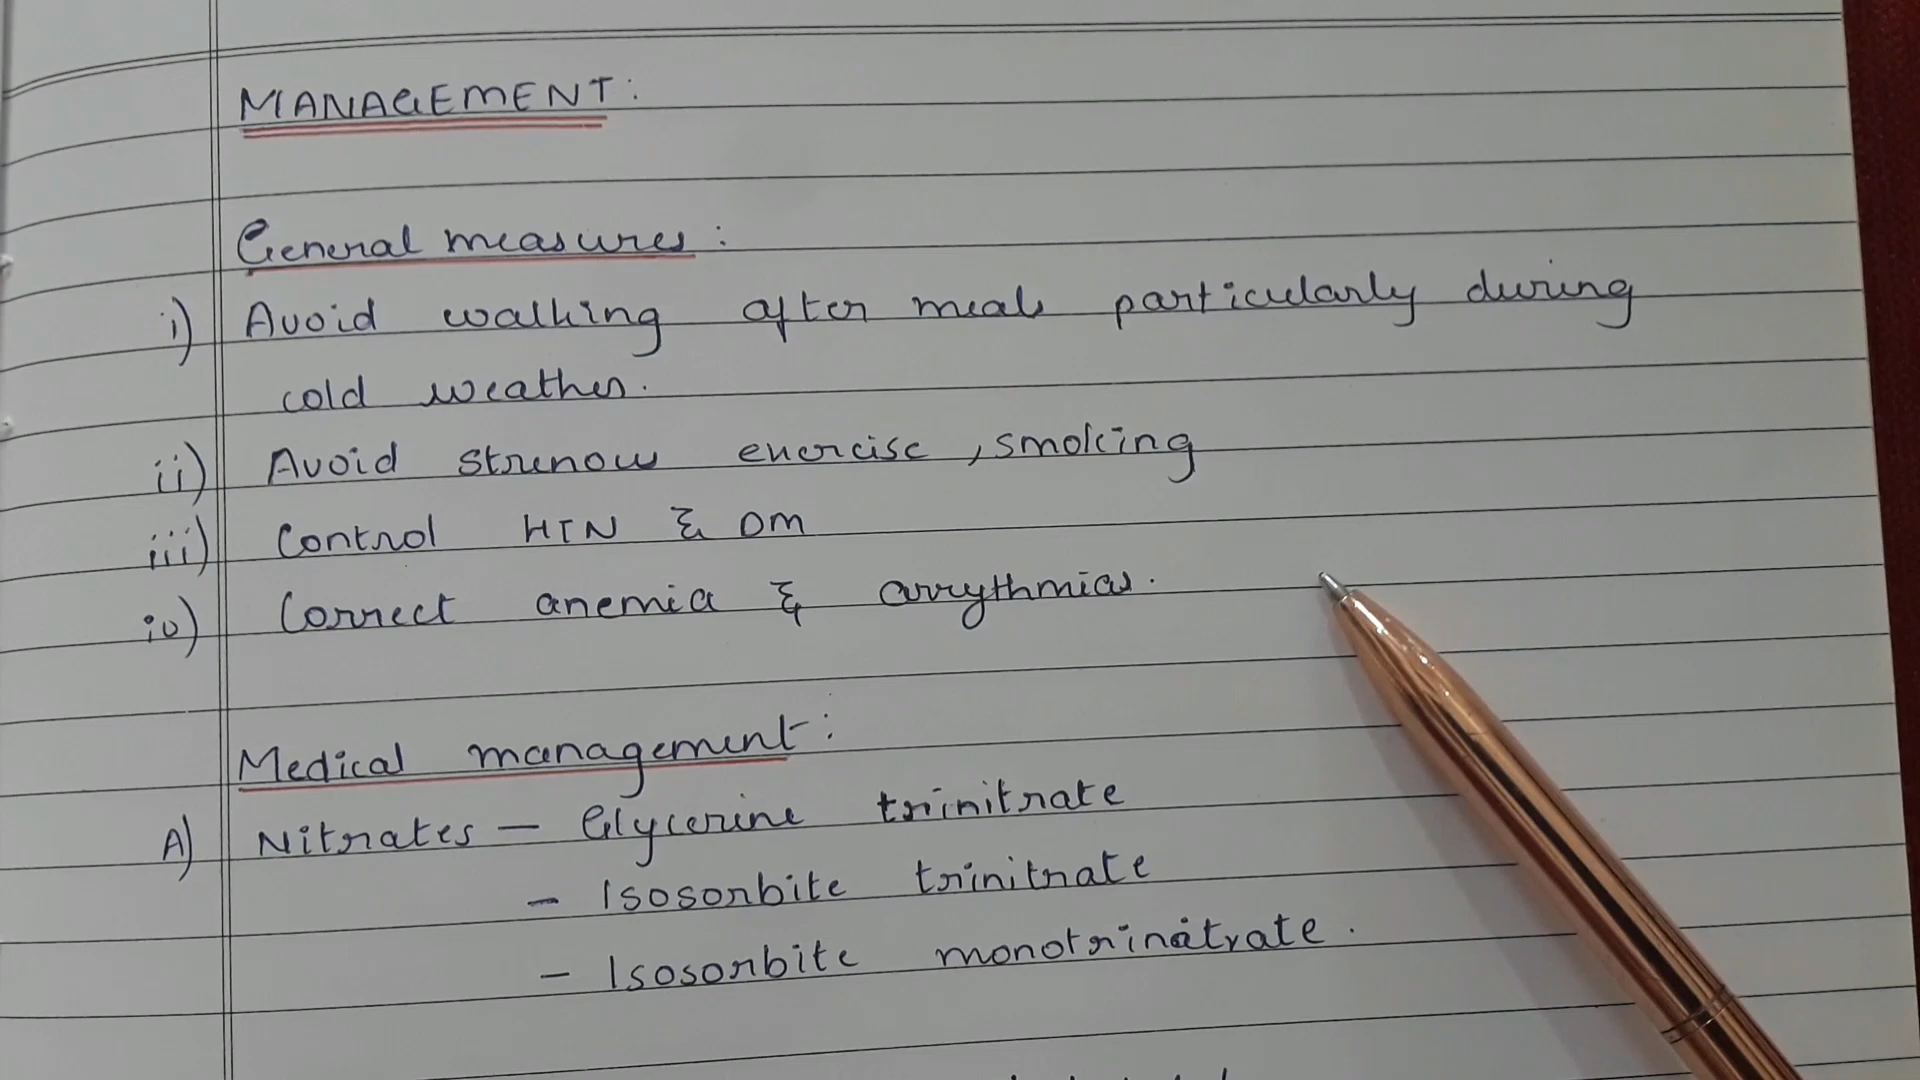 MANAGEMENT:
General measures:
i) Avoid walking after meals particularly during
cold weather.
ii) Avoid strenous exercise, smoking
iii) Control HTN & DM
iv) Correct anemia & arrythmias.
Medical management:
A) Nitrates - Glycerine trinitrate
- Isosorbite trinitrate
- Isosorbite monotrinitrate.